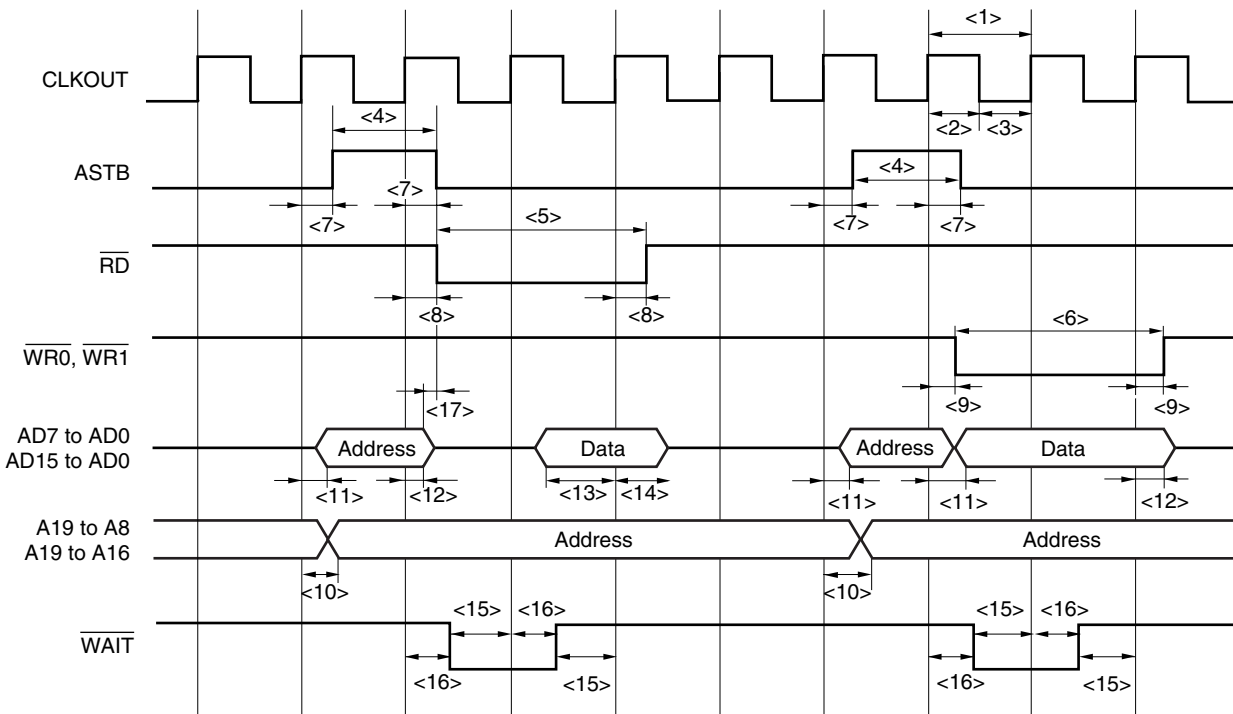 <1>
CLKOUT
<4>
<2> <3>
ASTB
<7>
<4>
<7>
<5>
<7>
<7>
RD
<8>
<8>
<6>
WR0, WR1
<17>
<9>
<9>
AD7 to AD0
AD15 to AD0
Address
Data
Address
Data
<11>
<12>
<13>
<14>
<11>
<11>
<12>
A19 to A8
A19 to A16
Address
Address
<10>
<10>
<15>
<16>
<15>
<16>
WAIT
<16>
<15>
<16>
<15>